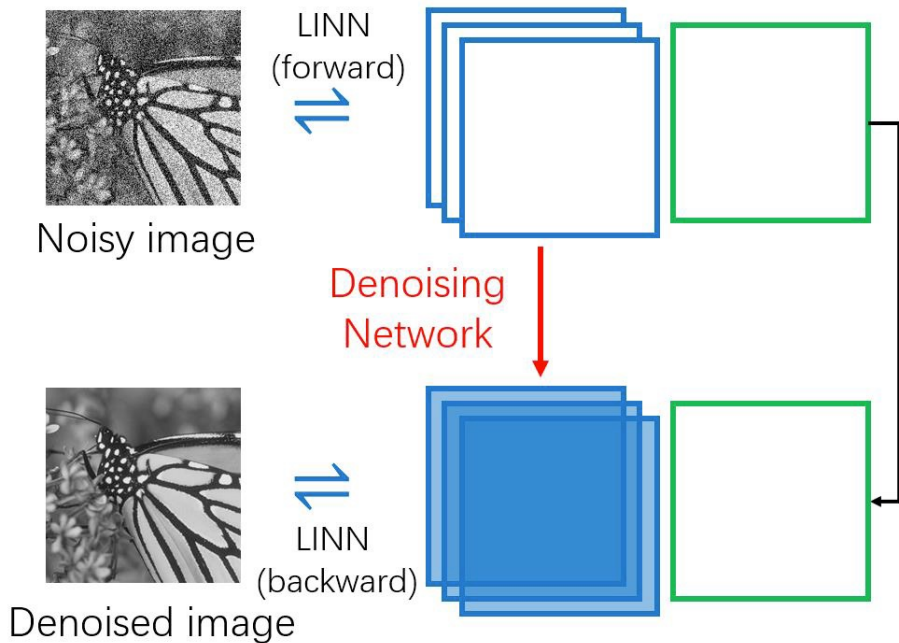 LINN
(forward)
Noisy image
Denoising
Network
LINN
(backward)
Denoised image